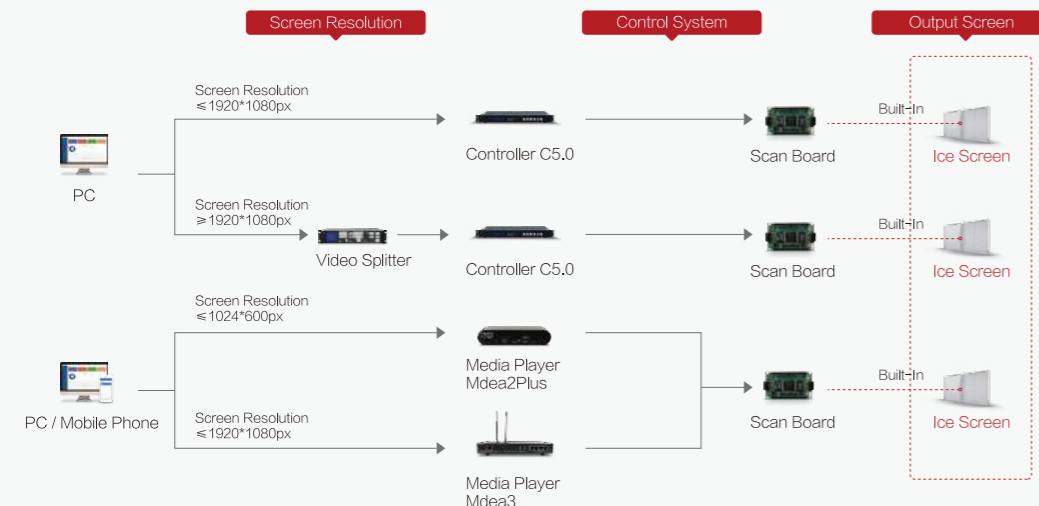 Screen Resolution
Control System
Output Screen
Screen Resolution
≤1920*1080px
Controller C5.0
Scan Board
Built-In
Ice Screen
PC
Screen Resolution
≥1920*1080px
Video Splitter
Controller C5.0
Scan Board
Built-In
Ice Screen
Screen Resolution
≤1024*600px
Media Player
Mdea2Plus
PC / Mobile Phone
Scan Board
Built-In
Ice Screen
Screen Resolution
≤1920*1080px
Media Player
Mdea3